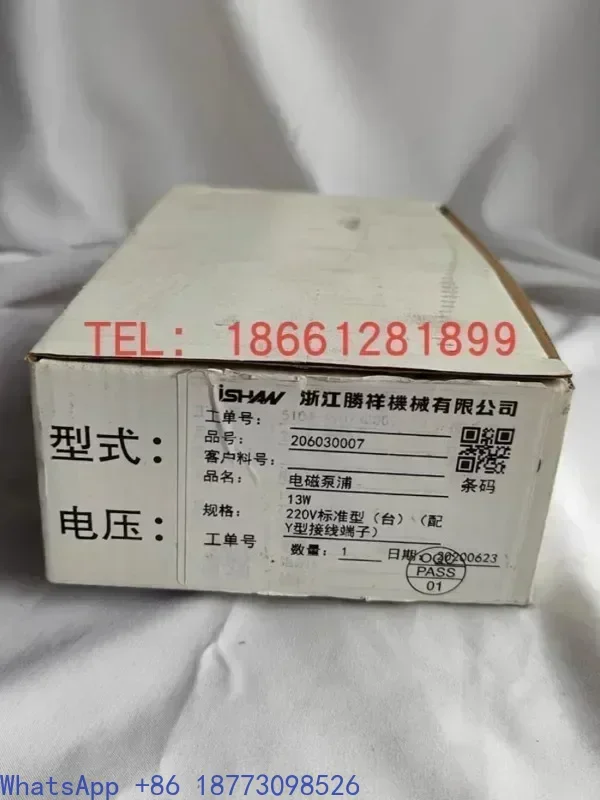 TEL: 18661281899
iSHAN 浙江勝祥機械有限公司
型式：
电压：
工单号：
品号： 206030007
客户料号：
品名： 电磁泵浦
13W
规格： 220V标准型（台）（配
Y型接线端子）
工单号
数量： 1 日期： 20200623
条码
OQC
PASS
01
WhatsApp +86 18773098526